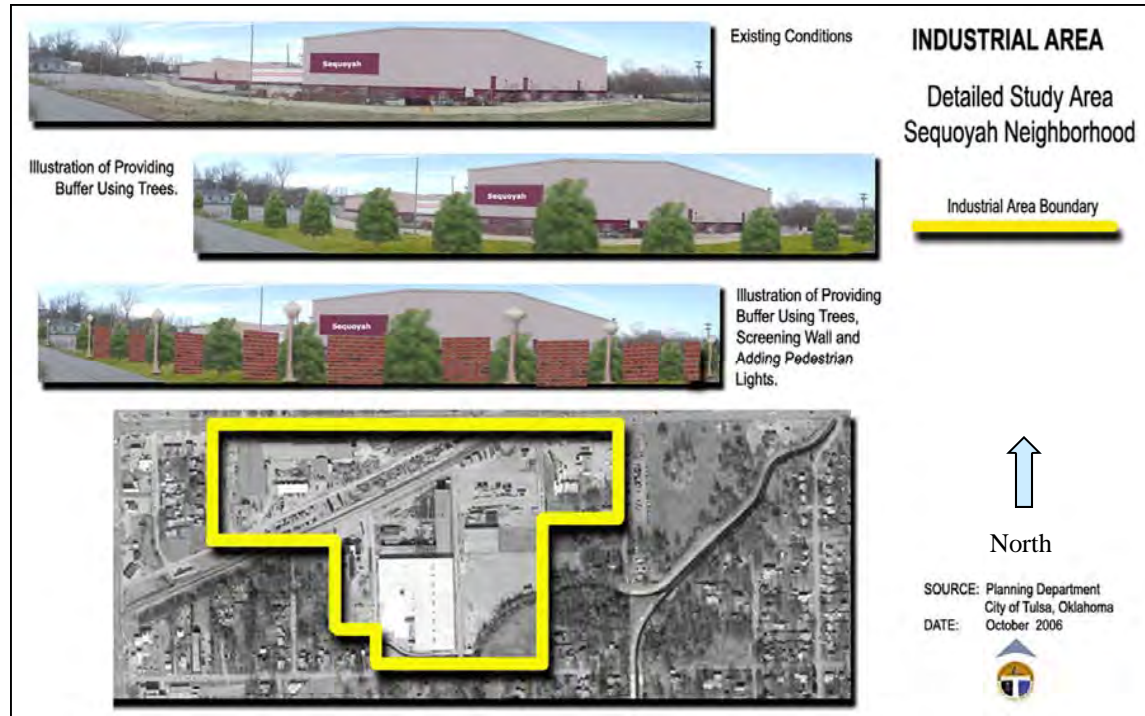 Existing Conditions
INDUSTRIAL AREA
Detailed Study Area
Sequoyah Neighborhood
Industrial Area Boundary
Sequoyah
Illustration of Providing
Buffer Using Trees.
Sequoyah
Illustration of Providing
Buffer Using Trees,
Screening Wall and
Adding Pedestrian
Lights.
Sequoyah
North
SOURCE: Planning Department
City of Tulsa, Oklahoma
DATE: October 2006